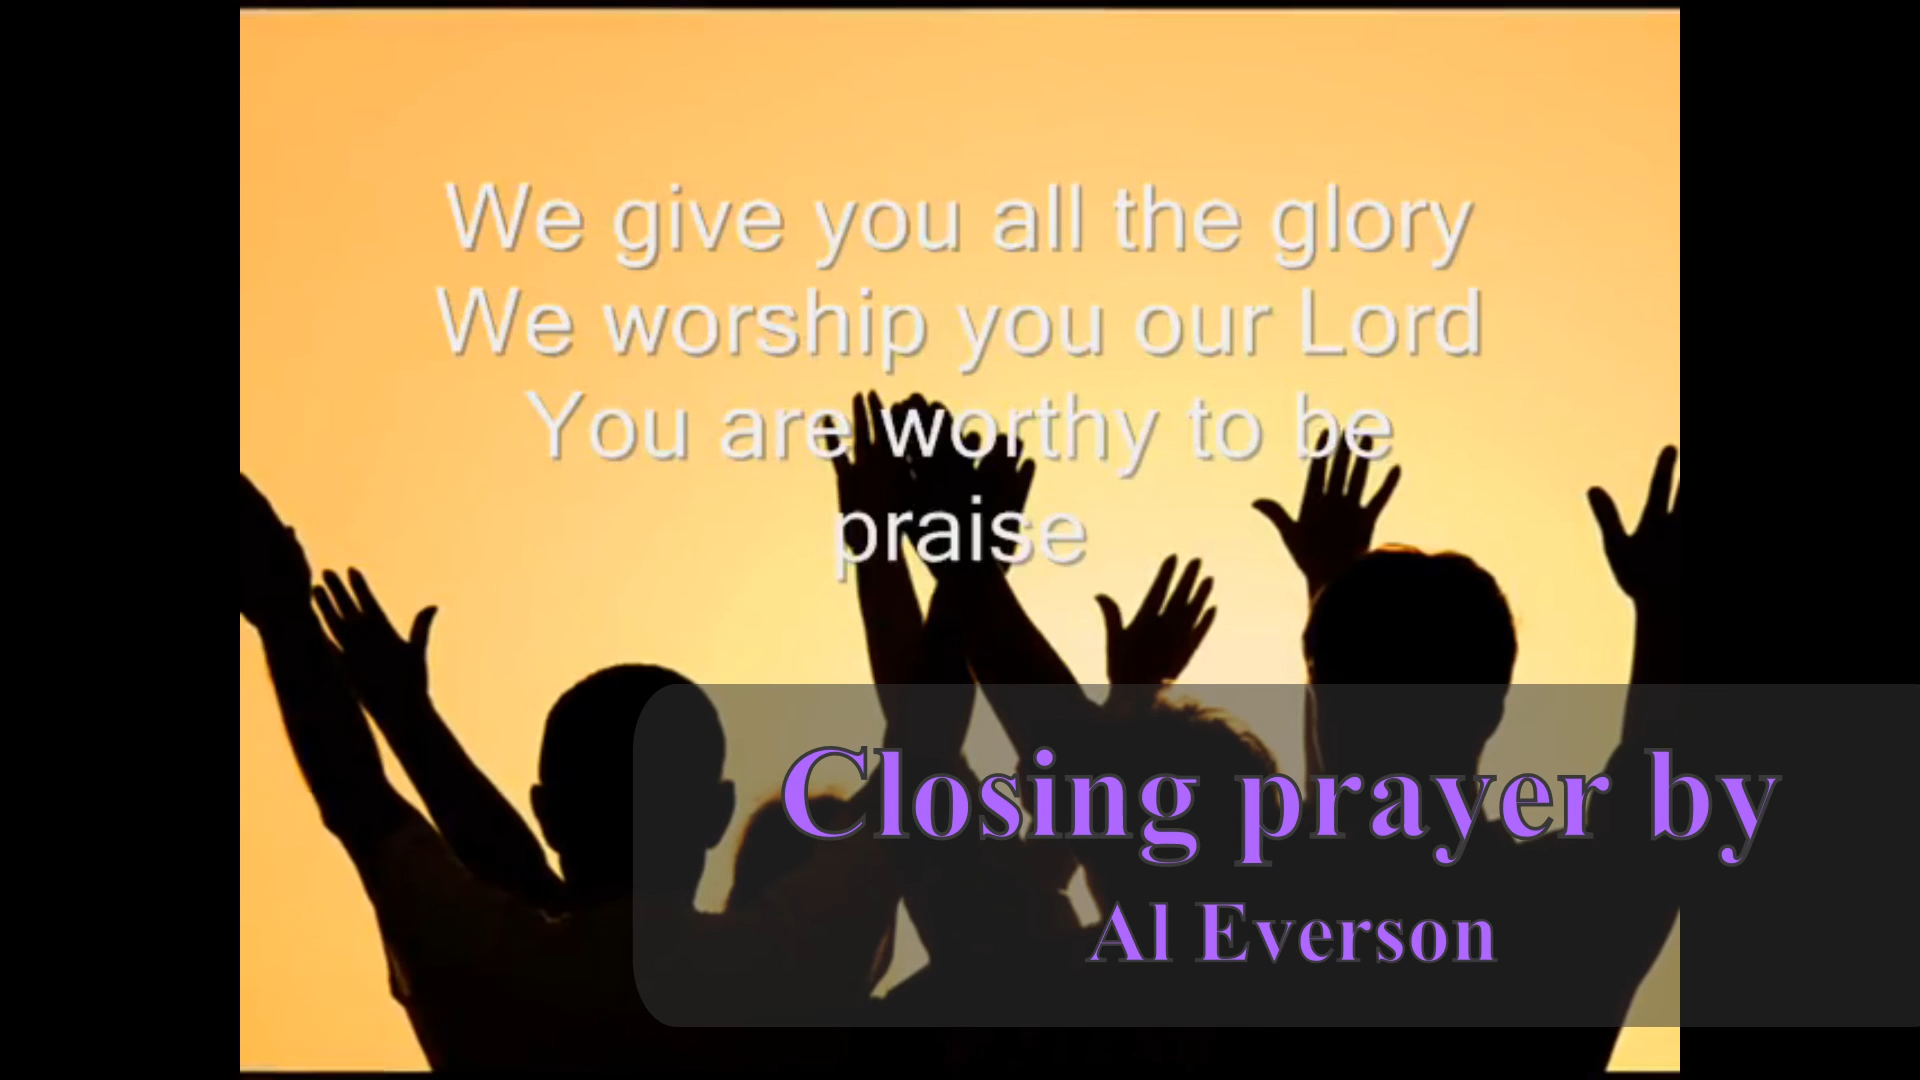 We give you all the glory
We worship you our Lord
You are worthy to be
praise
Closing prayer by
Al Everson